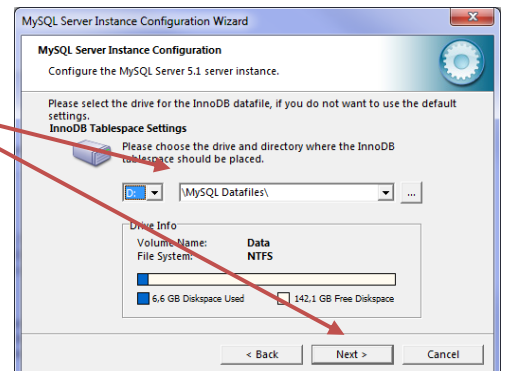 MySQL Server Instance Configuration Wizard
MySQL Server Instance Configuration
Configure the MySQL Server 5.1 server instance.
Please select the drive for the InnoDB datafile, if you do not want to use the default
settings.
InnoDB Tablespace Settings
Please choose the drive and directory where the InnoDB
tablespace should be placed.
D: \MySQL Datafiles\ ...
Drive Info
Volume Name: Data
File System: NTFS
6,6 GB Diskspace Used 142,1 GB Free Diskspace
< Back Next > Cancel